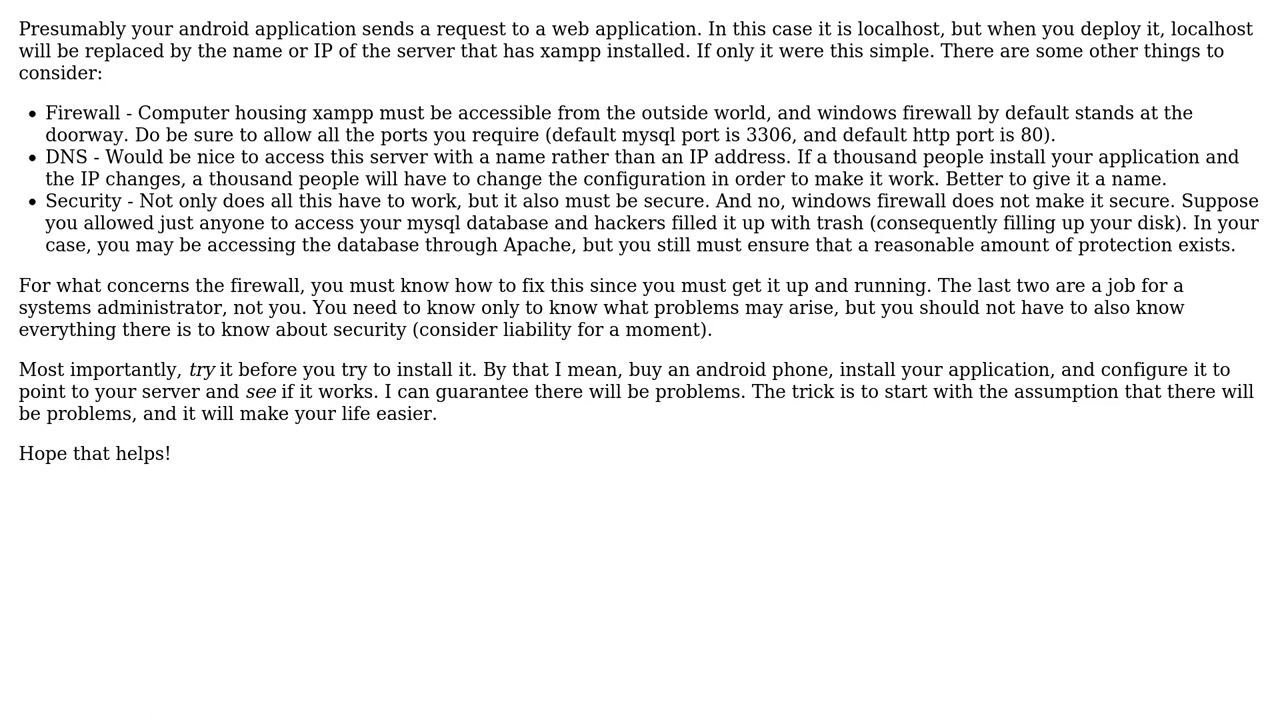 Presumably your android application sends a request to a web application. In this case it is localhost, but when you deploy it, localhost
will be replaced by the name or IP of the server that has xampp installed. If only it were this simple. There are some other things to
consider:
• Firewall - Computer housing xampp must be accessible from the outside world, and windows firewall by default stands at the
doorway. Do be sure to allow all the ports you require (default mysql port is 3306, and default http port is 80).
• DNS - Would be nice to access this server with a name rather than an IP address. If a thousand people install your application and
the IP changes, a thousand people will have to change the configuration in order to make it work. Better to give it a name.
• Security - Not only does all this have to work, but it also must be secure. And no, windows firewall does not make it secure. Suppose
you allowed just anyone to access your mysql database and hackers filled it up with trash (consequently filling up your disk). In your
case, you may be accessing the database through Apache, but you still must ensure that a reasonable amount of protection exists.
For what concerns the firewall, you must know how to fix this since you must get it up and running. The last two are a job for a
systems administrator, not you. You need to know only to know what problems may arise, but you should not have to also know
everything there is to know about security (consider liability for a moment).
Most importantly, try it before you try to install it. By that I mean, buy an android phone, install your application, and configure it to
point to your server and see if it works. I can guarantee there will be problems. The trick is to start with the assumption that there will
be problems, and it will make your life easier.
Hope that helps!